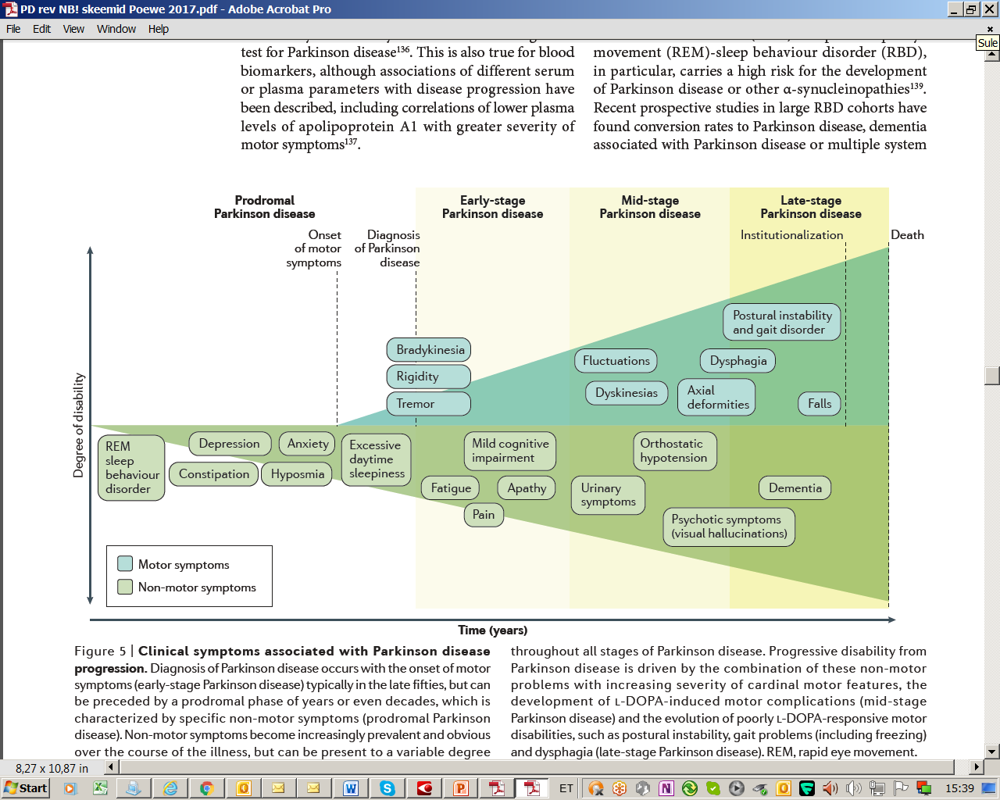 PD rev NB! skeemid Poewe 2017.pdf - Adobe Acrobat Pro
File Edit View Window Help
Sule
test for Parkinson disease¹³⁶. This is also true for blood
biomarkers, although associations of different serum
or plasma parameters with disease progression have
been described, including correlations of lower plasma
levels of apolipoprotein A1 with greater severity of
motor symptoms¹³⁷.
movement (REM)-sleep behaviour disorder (RBD),
in particular, carries a high risk for the development
of Parkinson disease or other α-synucleinopathies¹³⁹.
Recent prospective studies in large RBD cohorts have
found conversion rates to Parkinson disease, dementia
associated with Parkinson disease or multiple system
Prodromal
Parkinson disease
Early-stage
Parkinson disease
Mid-stage
Parkinson disease
Late-stage
Parkinson disease
Onset
of motor
symptoms
Diagnosis
of Parkinson
disease
Institutionalization
Death
Degree of disability
Postural instability
and gait disorder
Bradykinesia
Rigidity
Tremor
Fluctuations
Dysphagia
Dyskinesias
Axial
deformities
Falls
REM
sleep
behaviour
disorder
Depression
Anxiety
Constipation
Hyposmia
Excessive
daytime
sleepiness
Mild cognitive
impairment
Fatigue
Apathy
Pain
Orthostatic
hypotension
Urinary
symptoms
Dementia
Psychotic symptoms
(visual hallucinations)
Motor symptoms
Non-motor symptoms
Time (years)
Figure 5 | Clinical symptoms associated with Parkinson disease
progression. Diagnosis of Parkinson disease occurs with the onset of motor
symptoms (early-stage Parkinson disease) typically in the late fifties, but can
be preceded by a prodromal phase of years or even decades, which is
characterized by specific non-motor symptoms (prodromal Parkinson
disease). Non-motor symptoms become increasingly prevalent and obvious
over the course of the illness, but can be present to a variable degree
throughout all stages of Parkinson disease. Progressive disability from
Parkinson disease is driven by the combination of these non-motor
problems with increasing severity of cardinal motor features, the
development of L-DOPA-induced motor complications (mid-stage
Parkinson disease) and the evolution of poorly L-DOPA-responsive motor
disabilities, such as postural instability, gait problems (including freezing)
and dysphagia (late-stage Parkinson disease). REM, rapid eye movement.
8,27 x 10,87 in
Start
ET
15:39